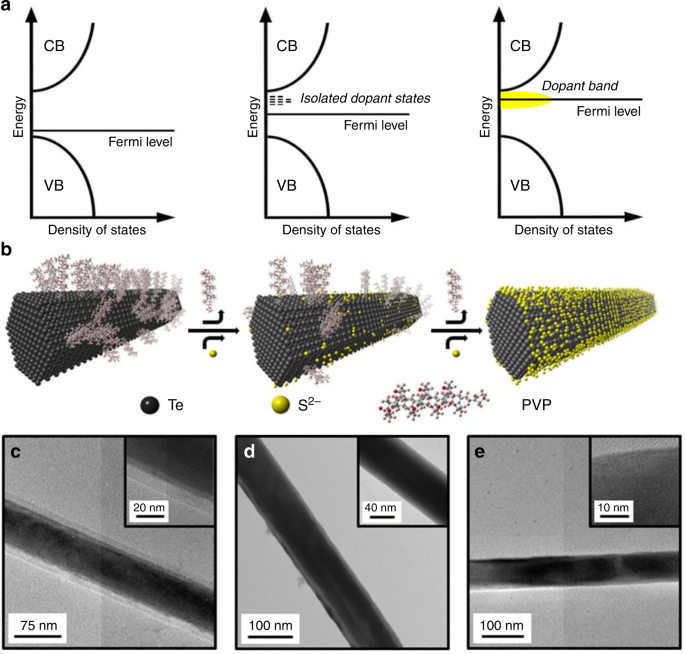 a
CB
Energy
Fermi level
VB
Density of states
CB
Energy
Isolated dopant states
Fermi level
VB
Density of states
CB
Energy
Dopant band
Fermi level
VB
Density of states
b
Te
S2−
PVP
c
20 nm
75 nm
d
40 nm
100 nm
e
10 nm
100 nm